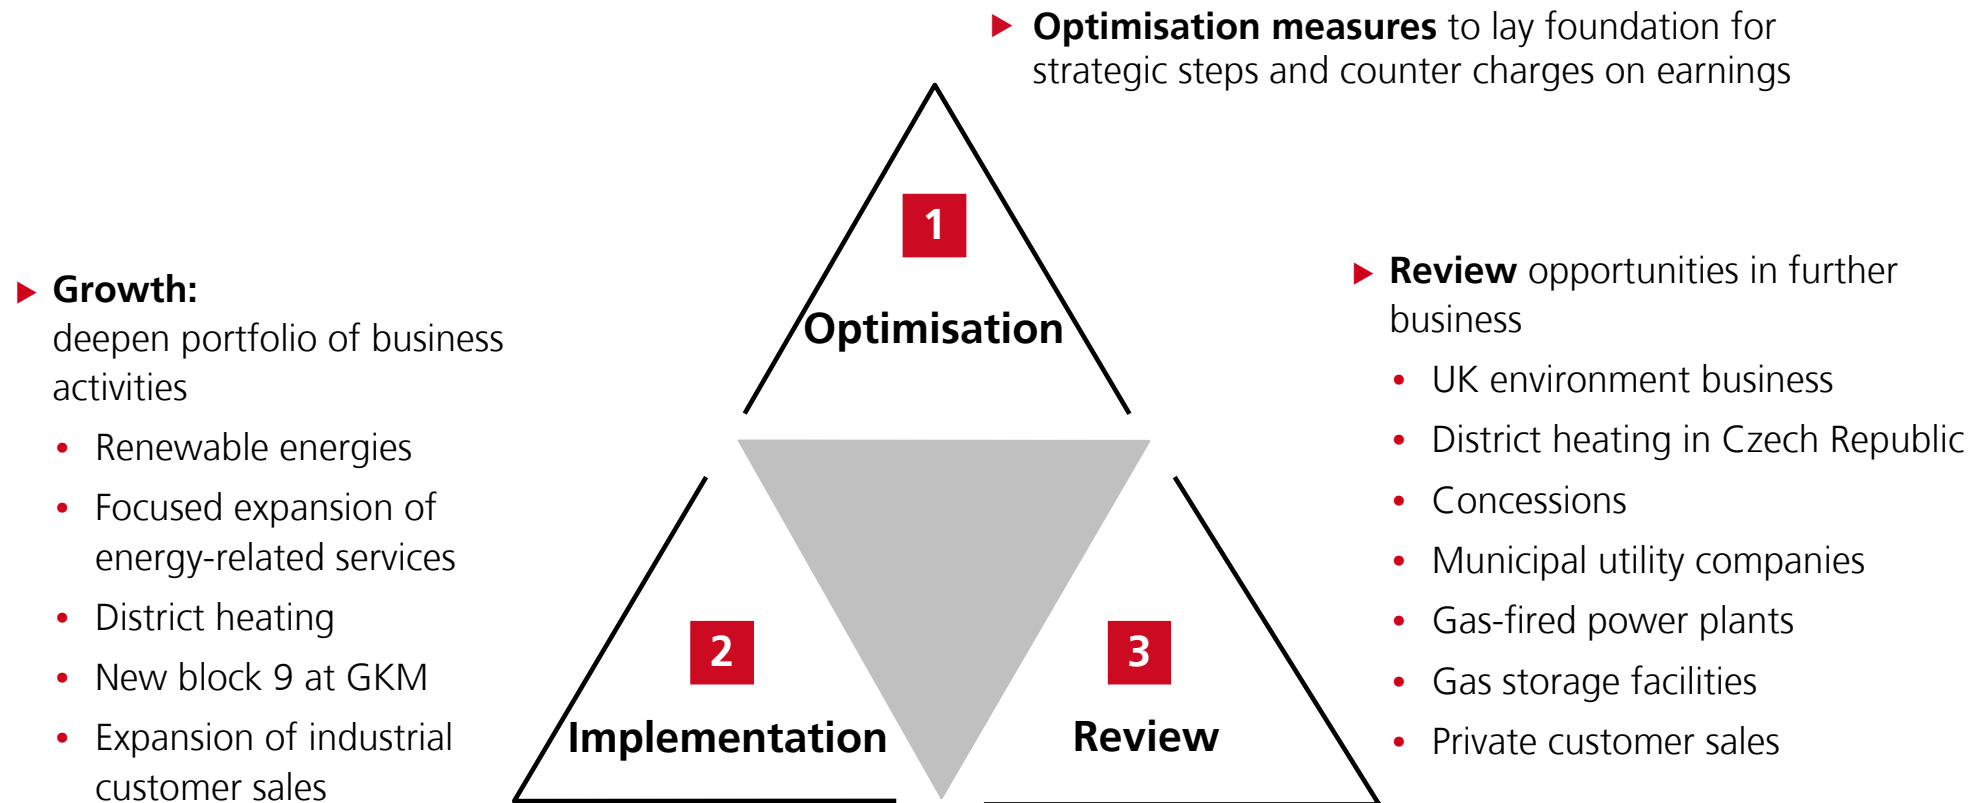 Optimisation measures to lay foundation for
strategic steps and counter charges on earnings
1
Optimisation
Growth:
deepen portfolio of business
activities
• Renewable energies
• Focused expansion of
energy-related services
• District heating
• New block 9 at GKM
• Expansion of industrial
customer sales
2
Implementation
3
Review
Review opportunities in further
business
• UK environment business
• District heating in Czech Republic
• Concessions
• Municipal utility companies
• Gas-fired power plants
• Gas storage facilities
• Private customer sales